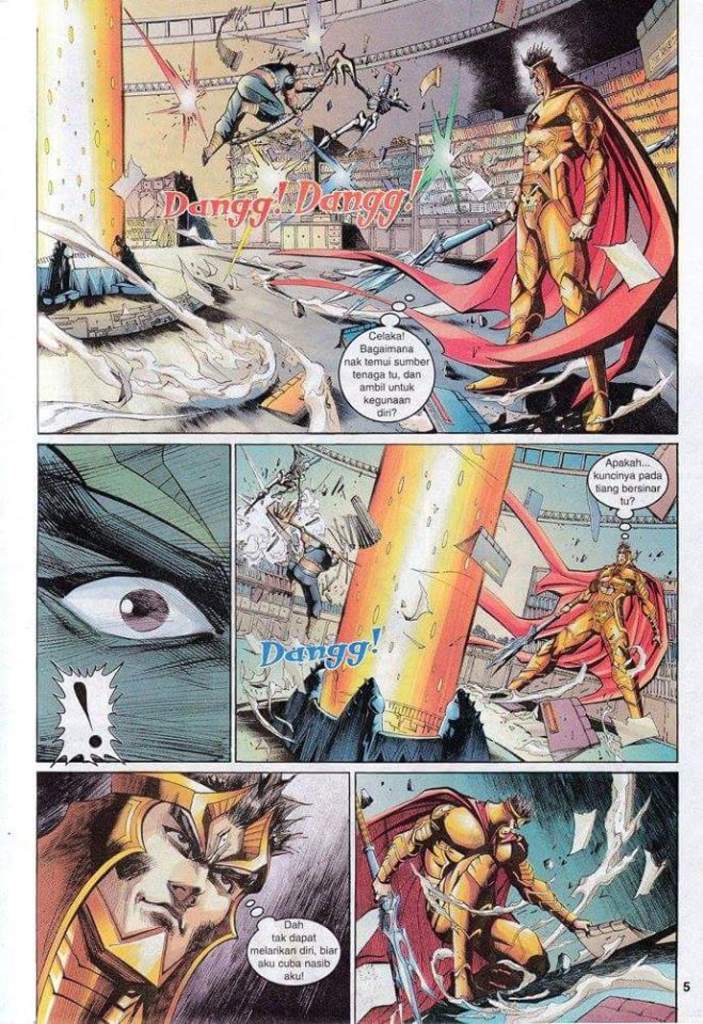 Dangg! Dangg!
Celaka!
Bagaimana
nak temui sumber
tenaga tu, dan
ambil untuk
kegunaan
diri?
!
Apakah...
kuncinya pada
tiang bersinar
tu?
Dangg!
Dah
tak dapat
melarikan diri, biar
aku cuba nasib
aku!
5